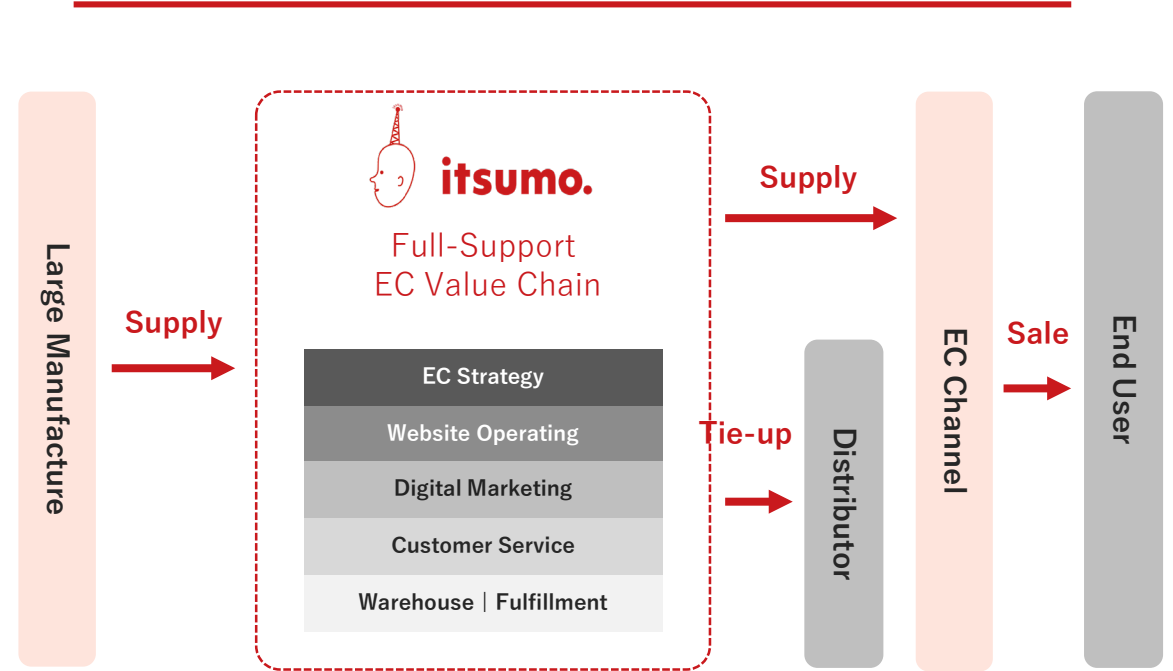 Large Manufacture
Supply
itsumo.
Full-Support
EC Value Chain
EC Strategy
Website Operating
Digital Marketing
Customer Service
Warehouse｜Fulfillment
Supply
Tie-up
Distributor
EC Channel
Sale
End User